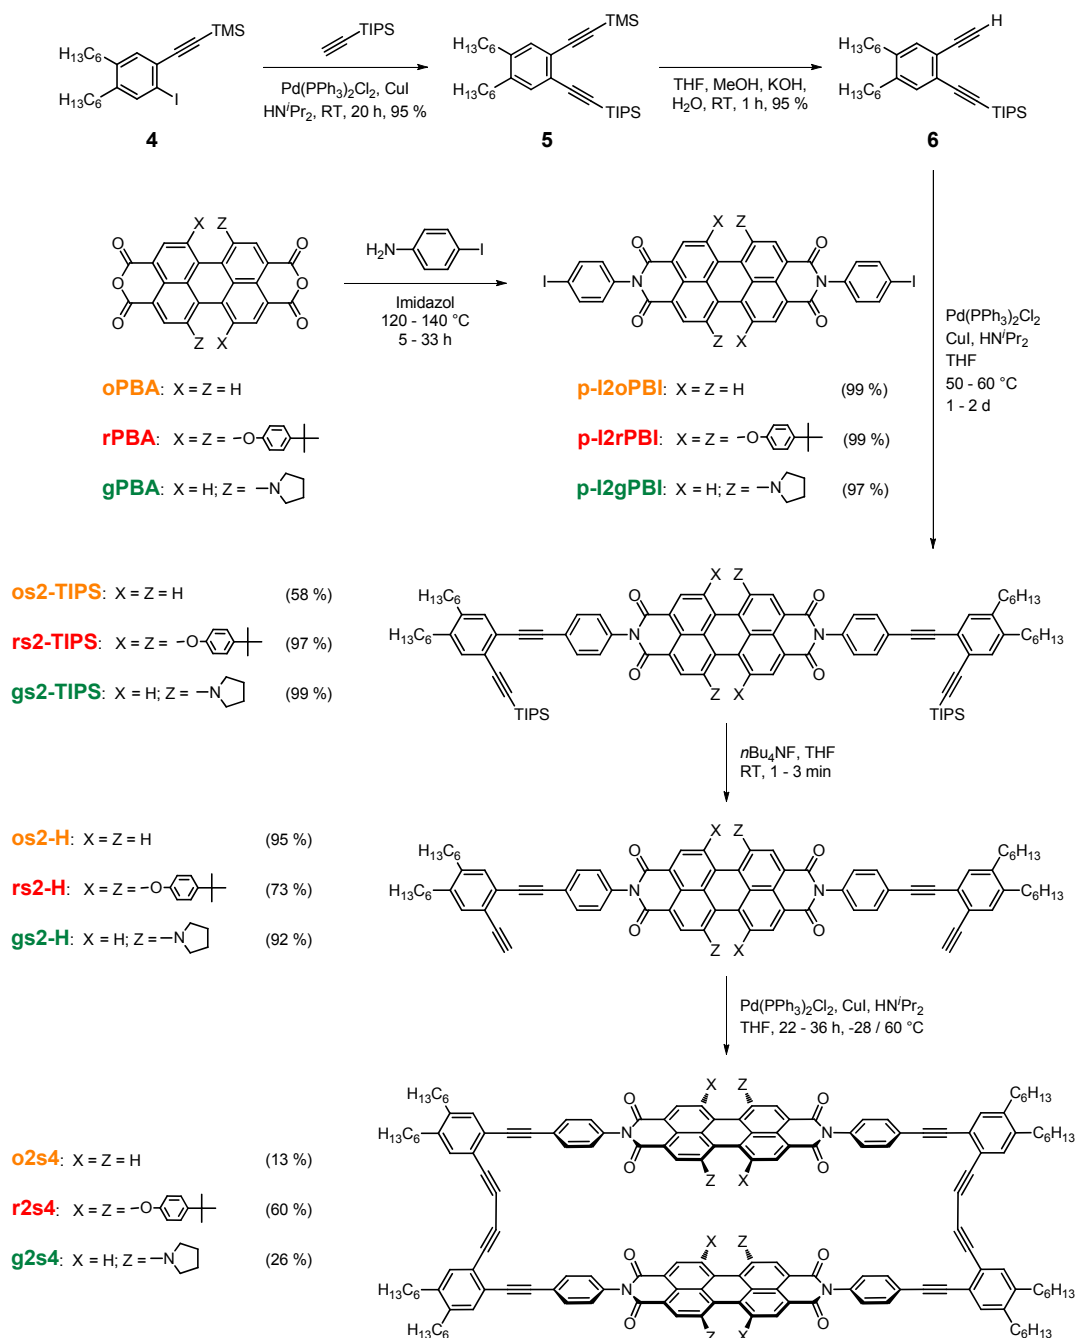 TMS
H13C6
H13C6
I
4
TIPS
Pd(PPh3)2Cl2, CuI
HNiPr2, RT, 20 h, 95 %
TMS
H13C6
H13C6
TIPS
5
THF, MeOH, KOH,
H2O, RT, 1 h, 95 %
H
H13C6
H13C6
TIPS
6
X Z
O O
O O
O O
Z X
H2N I
Imidazol
120 - 140 °C
5 - 33 h
X Z
O O
I N N I
O O
Z X
Pd(PPh3)2Cl2
CuI, HNiPr2
THF
50 - 60 °C
1 - 2 d
oPBA: X = Z = H
rPBA: X = Z = O
gPBA: X = H; Z = N
p-I2oPBI: X = Z = H (99 %)
p-I2rPBI: X = Z = O (99 %)
p-I2gPBI: X = H; Z = N (97 %)
os2-TIPS: X = Z = H (58 %)
rs2-TIPS: X = Z = O (97 %)
gs2-TIPS: X = H; Z = N (99 %)
X Z
H13C6 O O C6H13
H13C6 N N C6H13
O O
Z X
TIPS TIPS
nBu4NF, THF
RT, 1 - 3 min
os2-H: X = Z = H (95 %)
rs2-H: X = Z = O (73 %)
gs2-H: X = H; Z = N (92 %)
X Z
H13C6 O O C6H13
H13C6 N N C6H13
O O
Z X
Pd(PPh3)2Cl2, CuI, HNiPr2
THF, 22 - 36 h, -28 / 60 °C
o2s4: X = Z = H (13 %)
r2s4: X = Z = O (60 %)
g2s4: X = H; Z = N (26 %)
X Z
H13C6 O O C6H13
H13C6 N N C6H13
O O
Z X
X Z
O O
H13C6 N N C6H13
O O
H13C6 Z X C6H13